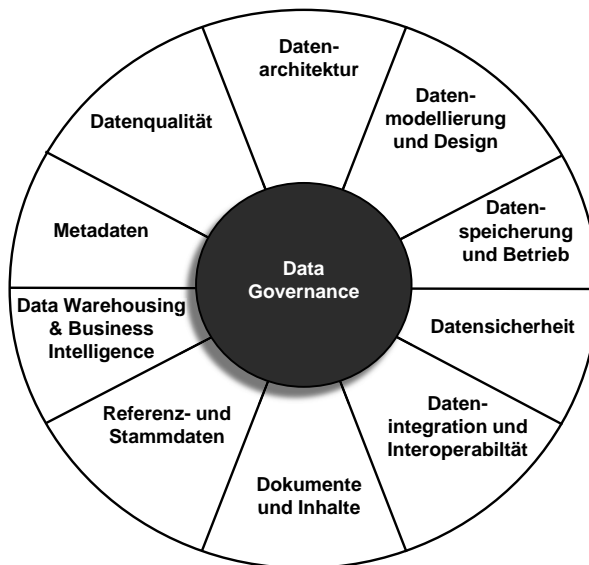 Daten-
architektur
Daten-
modellierung
und Design
Daten-
speicherung
und Betrieb
Datensicherheit
Daten-
integration und
Interoperabiltät
Dokumente
und Inhalte
Referenz- und
Stammdaten
Data Warehousing
& Business
Intelligence
Metadaten
Datenqualität
Data
Governance